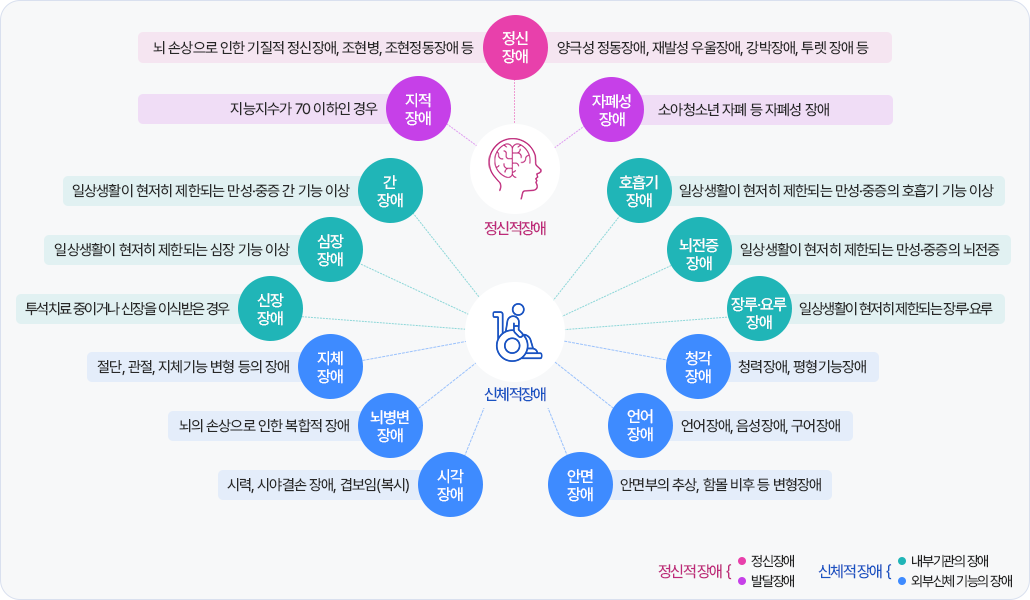 뇌 손상으로 인한 기질적 정신장애, 조현병, 조현정동장애 등
정신
장애
양극성 정동장애, 재발성 우울장애, 강박장애, 투렛 장애 등
지능지수가 70 이하인 경우
지적
장애
자폐성
장애
소아청소년 자폐 등 자폐성 장애
정신적장애
일상생활이 현저히 제한되는 만성·중증 간 기능 이상
간
장애
호흡기
장애
일상생활이 현저히 제한되는 만성·중증의 호흡기 기능 이상
일상생활이 현저히 제한되는 심장 기능 이상
심장
장애
뇌전증
장애
일상생활이 현저히 제한되는 만성·중증의 뇌전증
투석치료 중이거나 신장을 이식받은 경우
신장
장애
장루·요루
장애
일상생활이 현저히 제한되는 장루·요루
신체적장애
절단, 관절, 지체기능 변형 등의 장애
지체
장애
청각
장애
청력장애, 평형기능장애
뇌의 손상으로 인한 복합적 장애
뇌병변
장애
언어
장애
언어장애, 음성장애, 구어장애
시력, 시야결손 장애, 겹보임(복시)
시각
장애
안면
장애
안면부의 추상, 함몰 비후 등 변형장애
정신적 장애 {
정신장애
발달장애
신체적 장애 {
내부기관의 장애
외부신체 기능의 장애